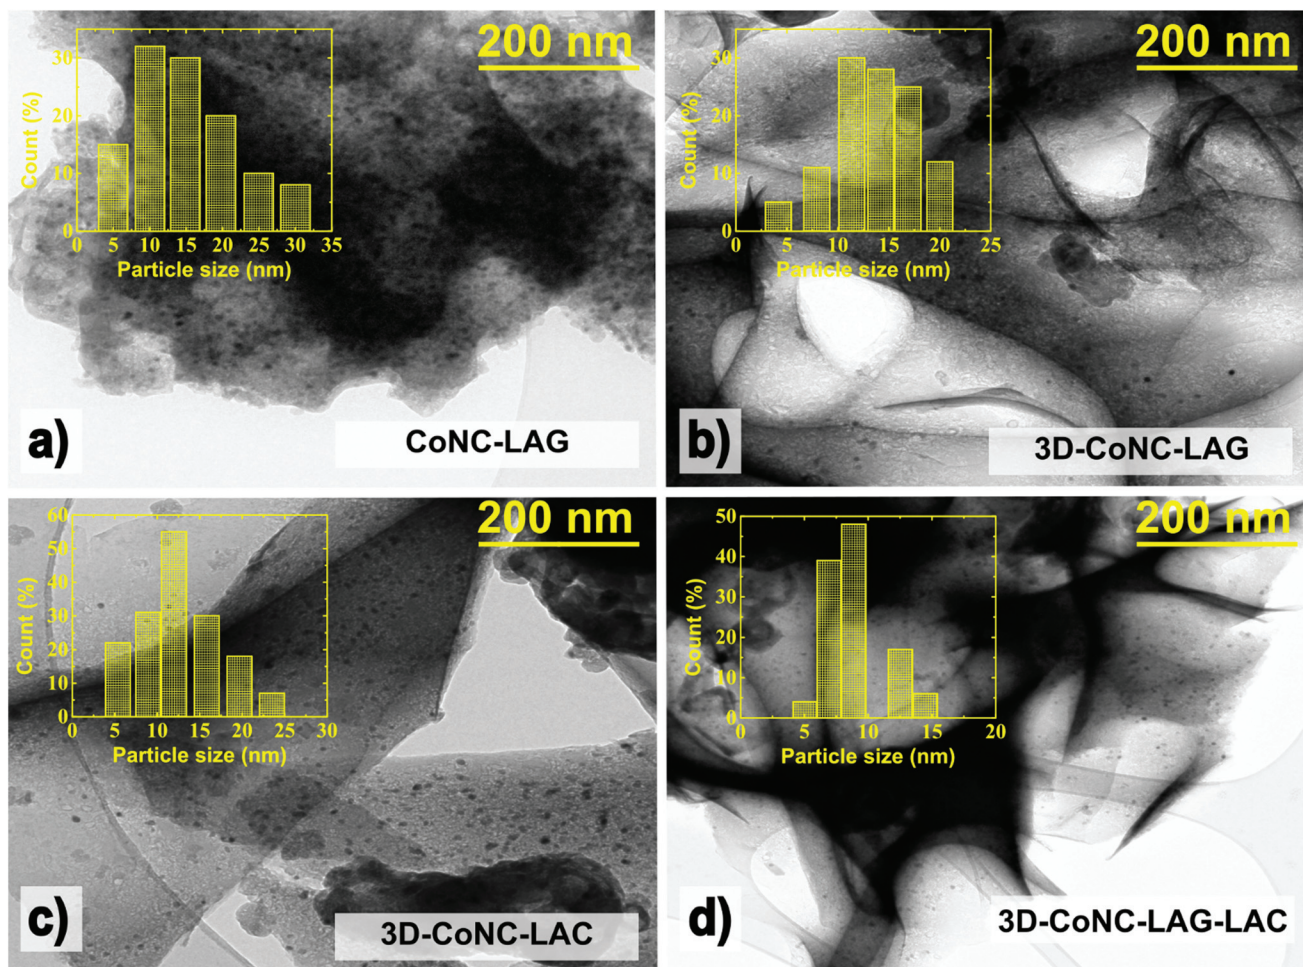 200 nm
30
20
10
0
Count (%)
0 5 10 15 20 25 30 35
Particle size (nm)
a)
CoNC-LAG
200 nm
30
20
10
0
Count (%)
0 5 10 15 20 25
Particle size (nm)
b)
3D-CoNC-LAG
200 nm
60
50
40
30
20
10
0
Count (%)
0 5 10 15 20 25 30
Particle size (nm)
c)
3D-CoNC-LAC
200 nm
50
40
30
20
10
0
Count (%)
0 5 10 15 20
Particle size (nm)
d)
3D-CoNC-LAG-LAC